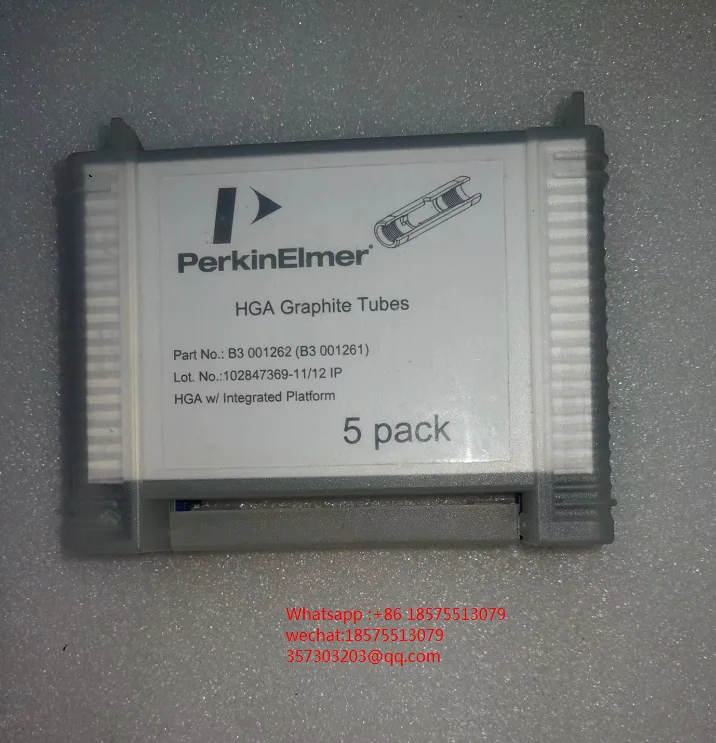 PerkinElmer®
HGA Graphite Tubes
Part No.: B3 001262 (B3 001261)
Lot. No.:102847369-11/12 IP
HGA w/ Integrated Platform
5 pack
Whatsapp :+86 18575513079
wechat:18575513079
357303203@qq.com